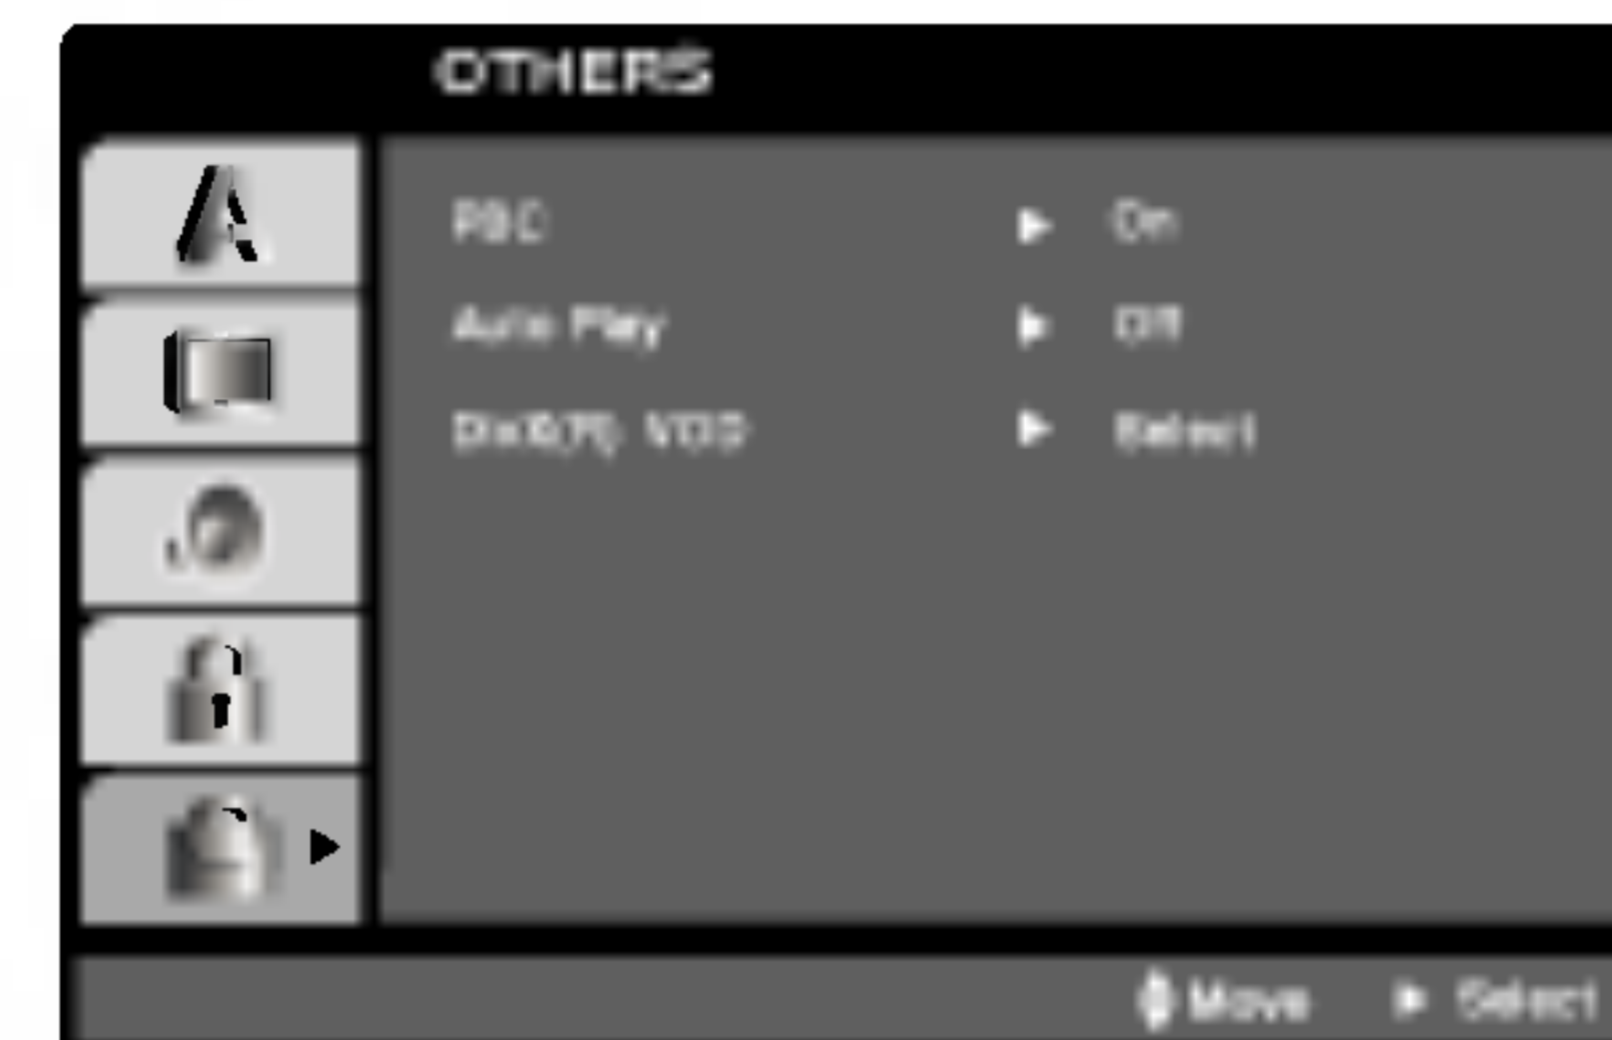 OTHERS
PBC On
Auto Play Off
DivX(R) VOD Select
Move Select